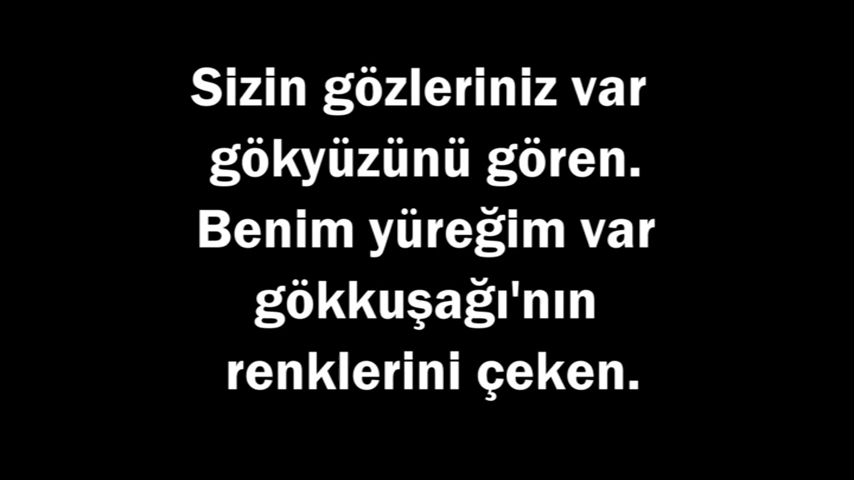 Sizin gözleriniz var
gökyüzünü gören.
Benim yüreğim var
gökkuşağı'nın
renklerini çeken.